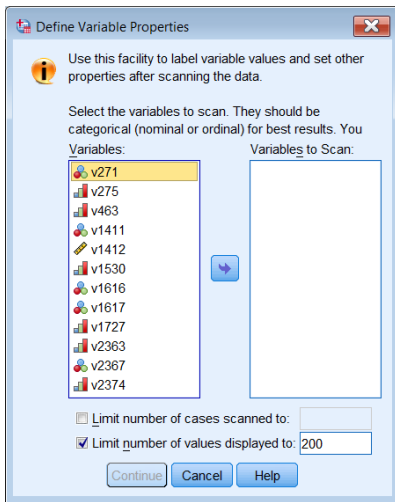 Define Variable Properties
Use this facility to label variable values and set other
properties after scanning the data.
Select the variables to scan. They should be
categorical (nominal or ordinal) for best results. You
Variables:
Variables to Scan:
v271
v275
v463
v1411
v1412
v1530
v1616
v1617
v1727
v2363
v2367
v2374
Limit number of cases scanned to:
Limit number of values displayed to: 200
Continue Cancel Help